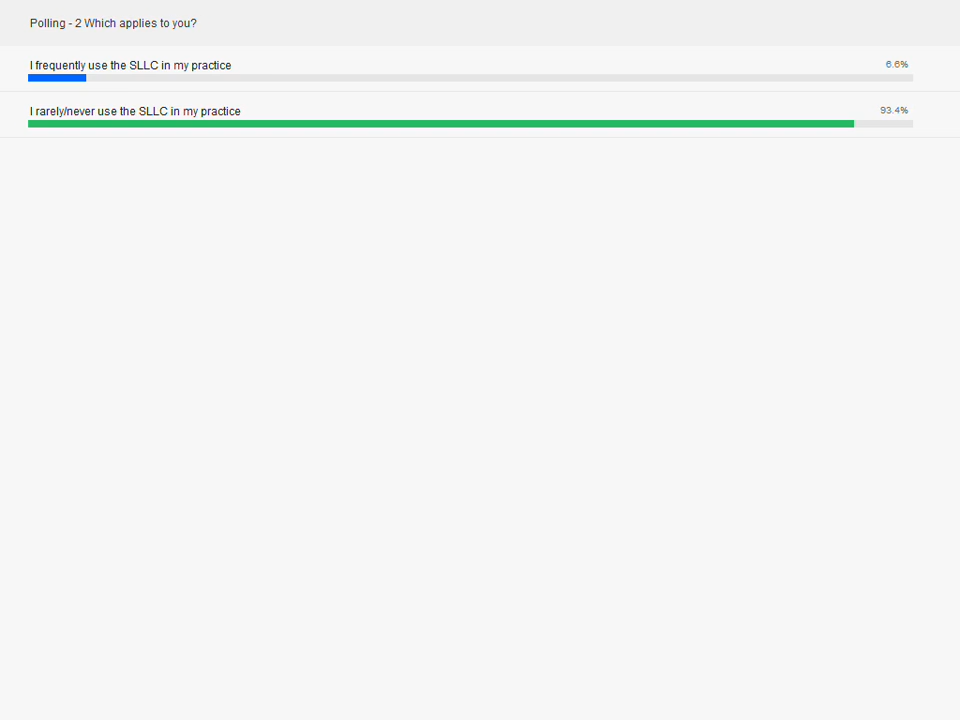 Polling - 2 Which applies to you?
I frequently use the SLLC in my practice
6.6%
I rarely/never use the SLLC in my practice
93.4%